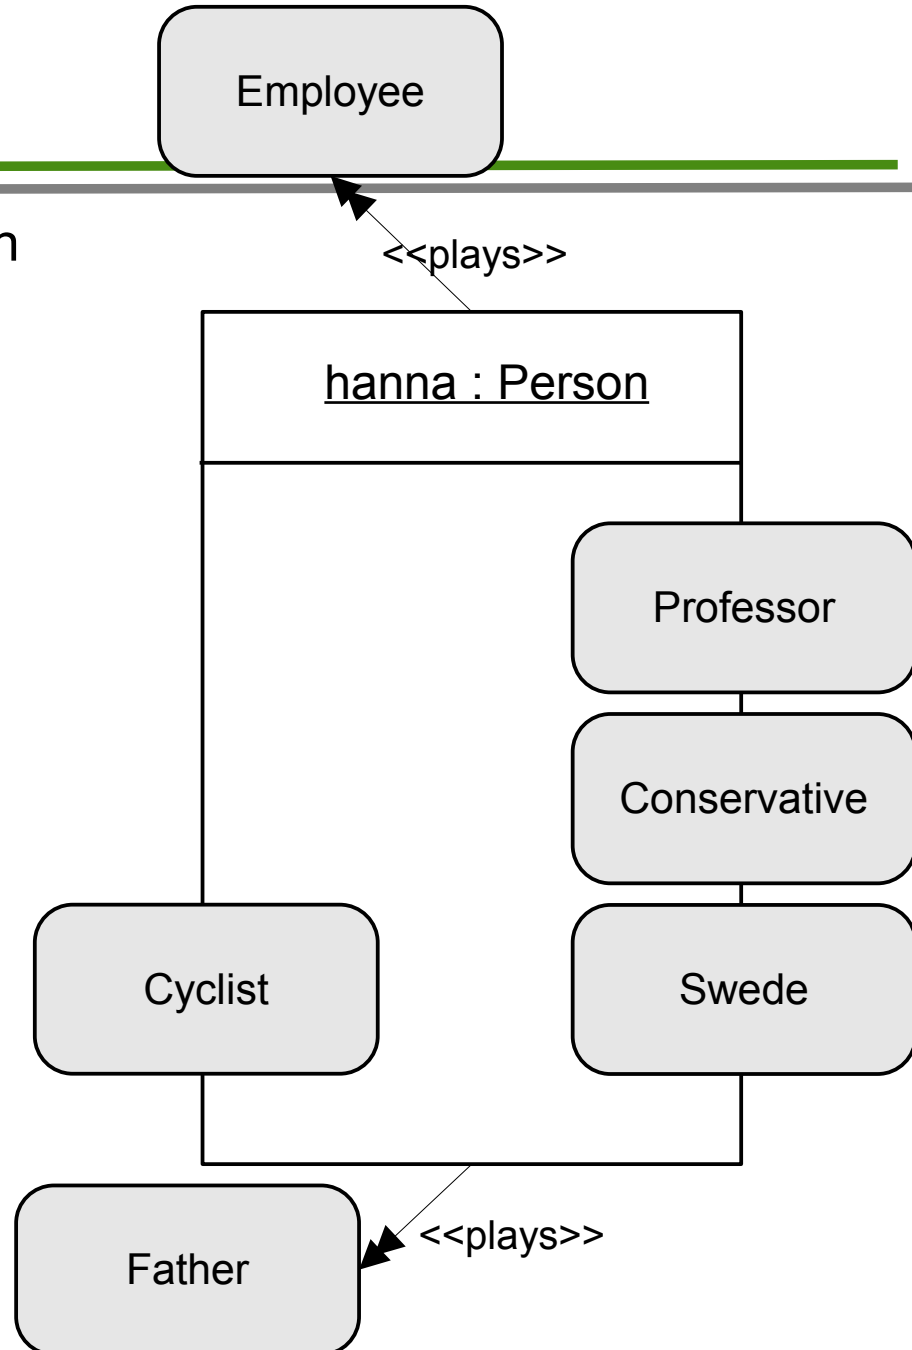 Employee
<<plays>>
hanna : Person
Professor
Conservative
Cyclist
Swede
<<plays>>
Father